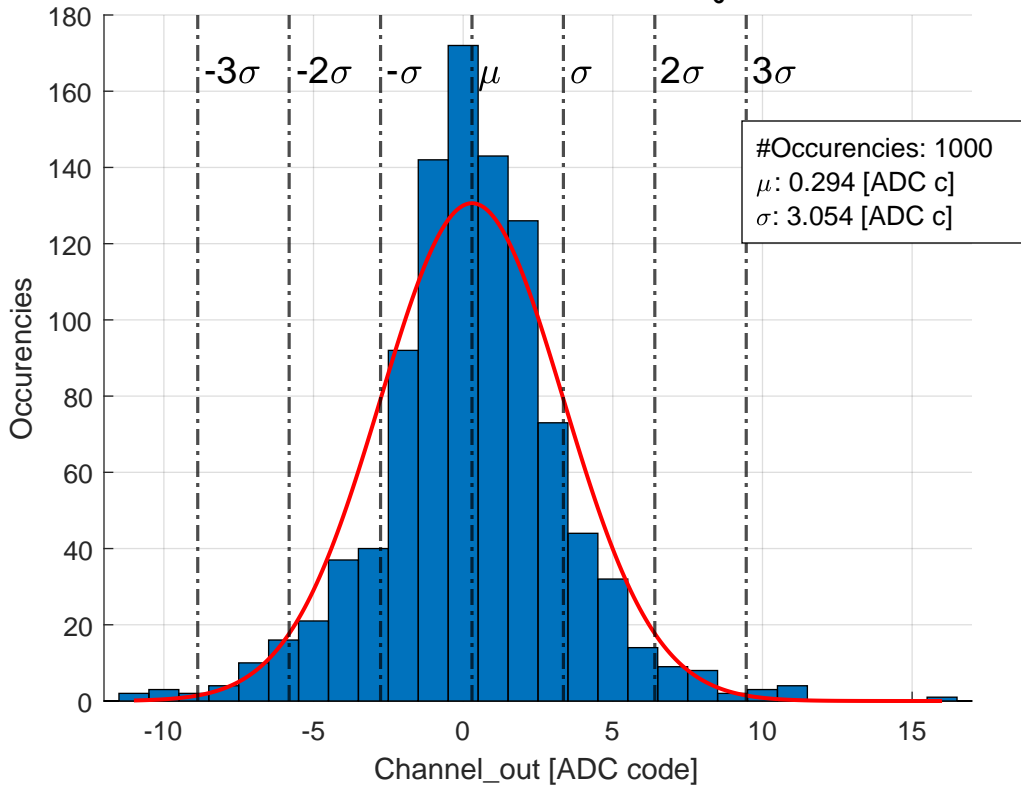 180
160
140
120
100
80
60
40
20
0
Occurencies
-3σ -2σ -σ μ σ 2σ 3σ
#Occurencies: 1000
μ: 0.294 [ADC c]
σ: 3.054 [ADC c]
-10 -5 0 5 10 15
Channel_out [ADC code]